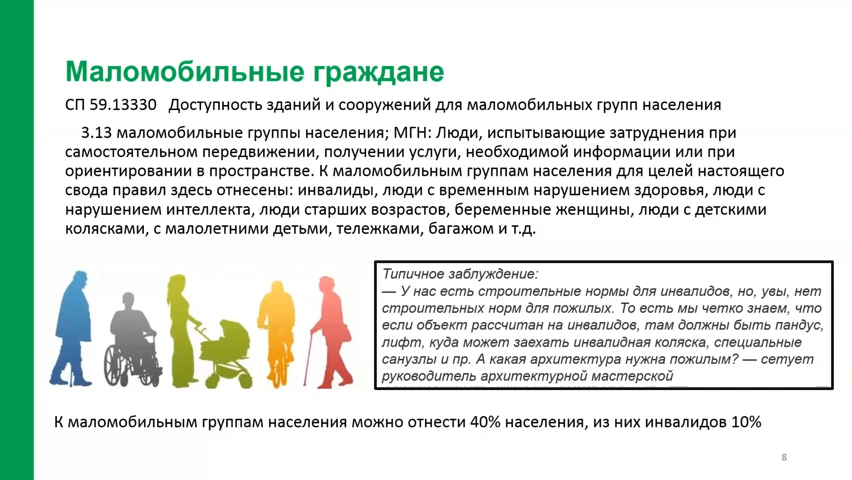 Маломобильные граждане
СП 59.13330 Доступность зданий и сооружений для маломобильных групп населения
3.13 маломобильные группы населения; МГН: Люди, испытывающие затруднения при
самостоятельном передвижении, получении услуги, необходимой информации или при
ориентировании в пространстве. К маломобильным группам населения для целей настоящего
свода правил здесь отнесены: инвалиды, люди с временным нарушением здоровья, люди с
нарушением интеллекта, люди старших возрастов, беременные женщины, люди с детскими
колясками, с малолетними детьми, тележками, багажом и т.д.
Типичное заблуждение:
— У нас есть строительные нормы для инвалидов, но, увы, нет
строительных норм для пожилых. То есть мы четко знаем, что
если объект рассчитан на инвалидов, там должны быть пандус,
лифт, куда может заехать инвалидная коляска, специальные
санузлы и пр. А какая архитектура нужна пожилым? — сетует
руководитель архитектурной мастерской
К маломобильным группам населения можно отнести 40% населения, из них инвалидов 10%
8